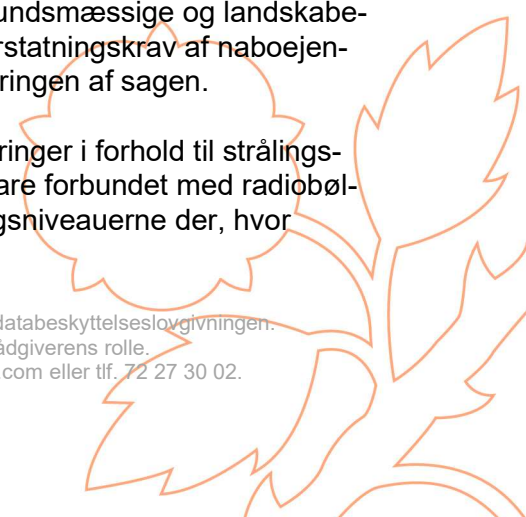 undsmæssige og landskabe-
rstatningskrav af naboejen-
ringen af sagen.
ringer i forhold til strålings-
are forbundet med radiobøl-
gsniveauerne der, hvor
databeskyttelseslovgivningen.
ådgiverens rolle.
.com eller tlf. 72 27 30 02.